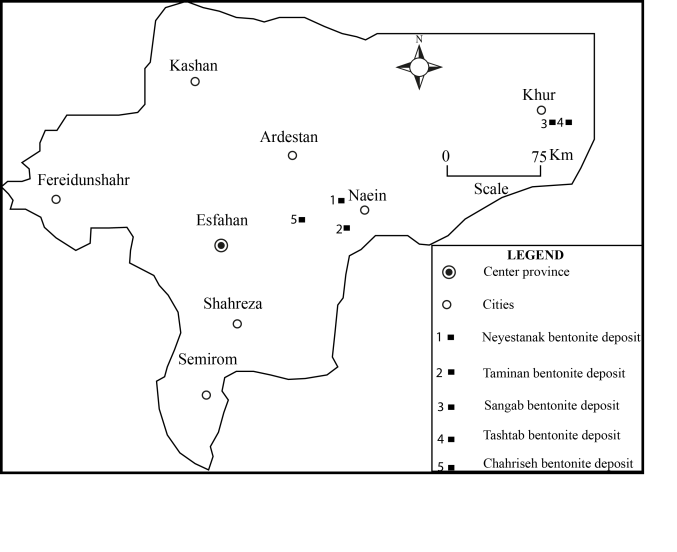 N
Kashan
Khur
3 4
Ardestan
0 75 Km
Scale
Fereidunshahr
1 Naein
Esfahan
5
2
Shahreza
Semirom
LEGEND
Center province
Cities
1 Neyestanak bentonite deposit
2 Taminan bentonite deposit
3 Sangab bentonite deposit
4 Tashtab bentonite deposit
5 Chahriseh bentonite deposit